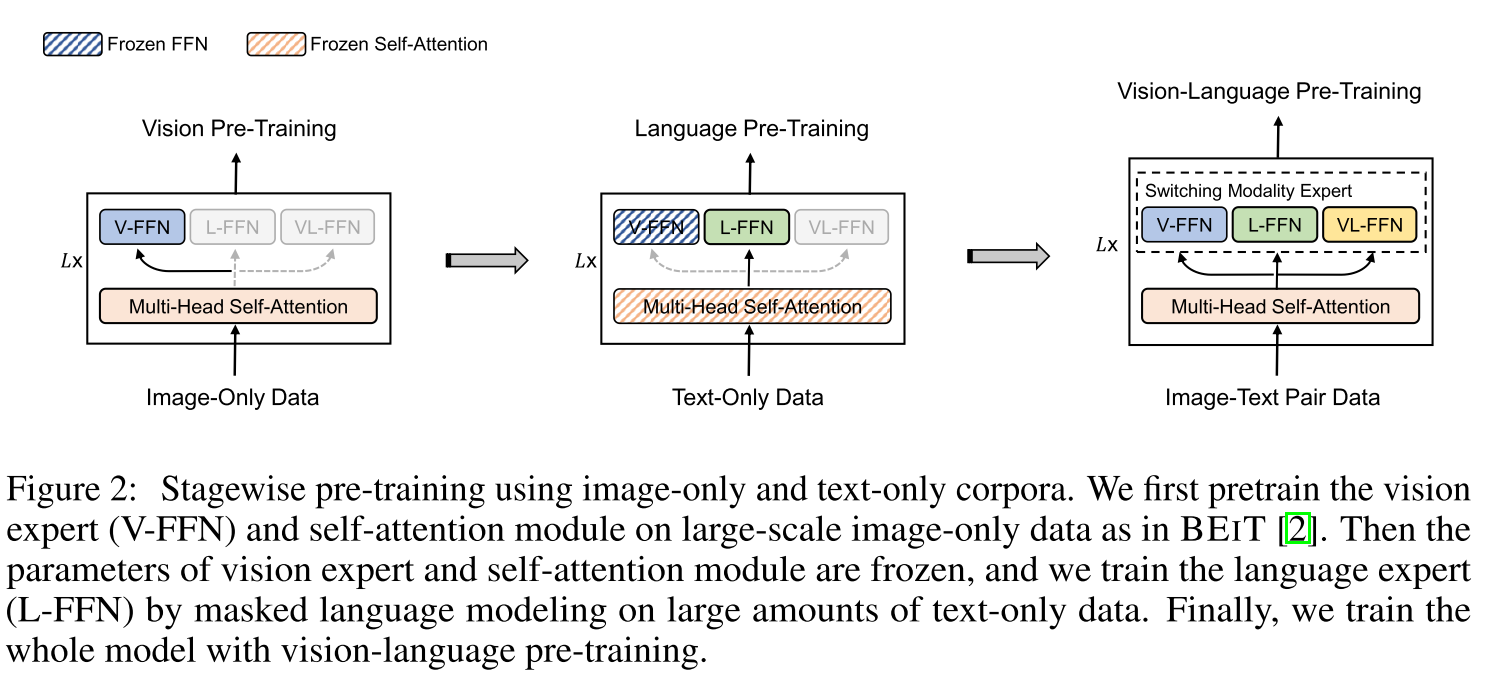 Frozen FFN
Frozen Self-Attention
Vision Pre-Training
V-FFN
L-FFN
VL-FFN
Lx
Multi-Head Self-Attention
Image-Only Data
Language Pre-Training
V-FFN
L-FFN
VL-FFN
Lx
Multi-Head Self-Attention
Text-Only Data
Vision-Language Pre-Training
Switching Modality Expert
V-FFN
L-FFN
VL-FFN
Lx
Multi-Head Self-Attention
Image-Text Pair Data
Figure 2: Stagewise pre-training using image-only and text-only corpora. We first pretrain the vision
expert (V-FFN) and self-attention module on large-scale image-only data as in BEIT [2]. Then the
parameters of vision expert and self-attention module are frozen, and we train the language expert
(L-FFN) by masked language modeling on large amounts of text-only data. Finally, we train the
whole model with vision-language pre-training.